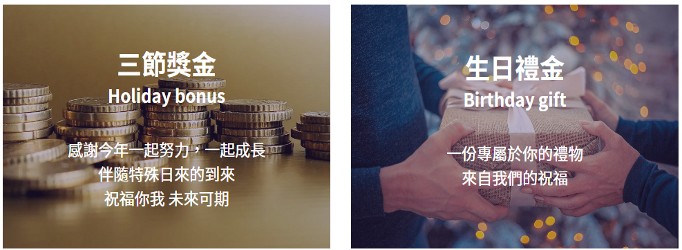 三節獎金
Holiday bonus
感謝今年一起努力，一起成長
伴隨特殊日來的到來
祝福你我 未來可期
生日禮金
Birthday gift
一份專屬於你的禮物
來自我們的祝福